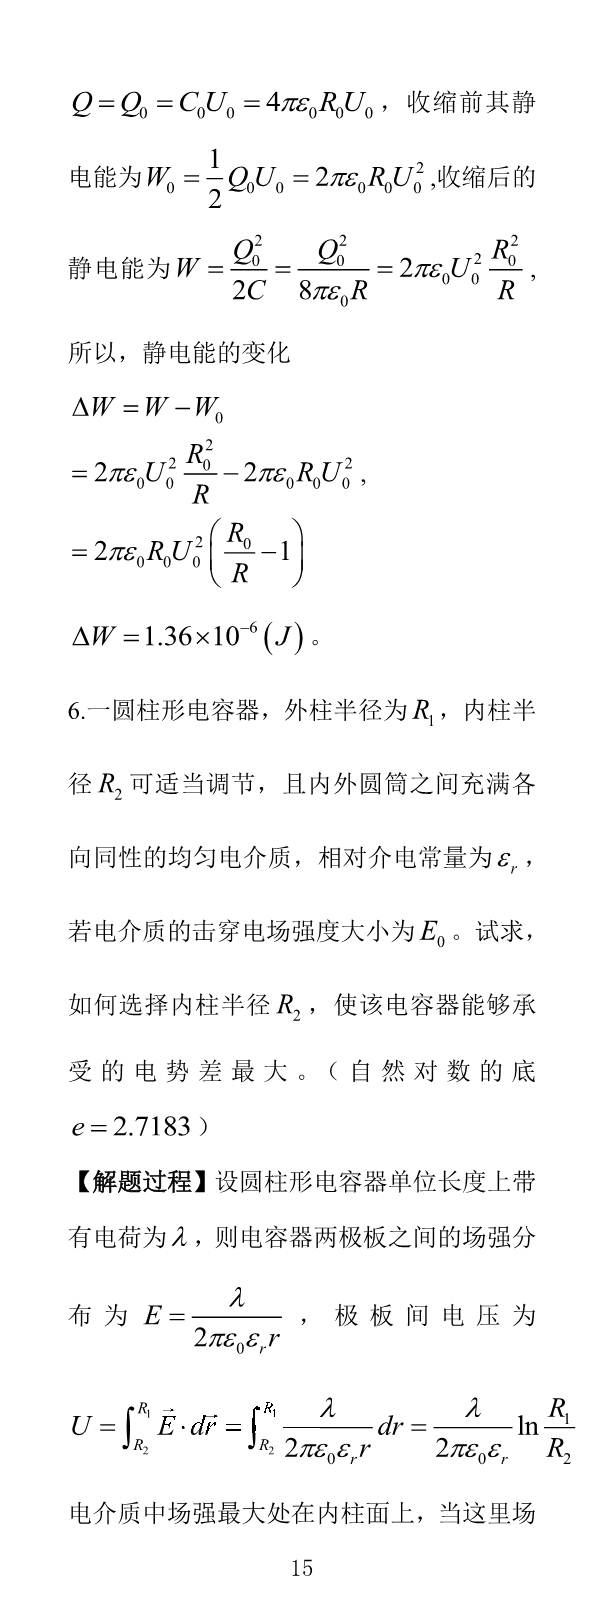 $Q=Q_0=C_0U_0=4\pi\varepsilon_0R_0U_0$，收缩前其静
电能为$W_0=\frac{1}{2}Q_0U_0=2\pi\varepsilon_0R_0U_0^2$,收缩后的
静电能为$W=\frac{Q_0^2}{2C}=\frac{Q_0^2}{8\pi\varepsilon_0R}=2\pi\varepsilon_0U_0^2\frac{R_0^2}{R}$,
所以，静电能的变化
$\Delta W=W-W_0$
$=2\pi\varepsilon_0U_0^2\frac{R_0^2}{R}-2\pi\varepsilon_0R_0U_0^2$,
$=2\pi\varepsilon_0R_0U_0^2\left(\frac{R_0}{R}-1\right)$
$\Delta W=1.36\times10^{-6}(J)$。
6.一圆柱形电容器，外柱半径为$R_1$，内柱半
径$R_2$可适当调节，且内外圆筒之间充满各
向同性的均匀电介质，相对介电常量为$\varepsilon_r$，
若电介质的击穿电场强度大小为$E_0$。试求，
如何选择内柱半径$R_2$，使该电容器能够承
受的电势差最大。（自然对数的底
$e=2.7183$）
【解题过程】设圆柱形电容器单位长度上带
有电荷为$\lambda$，则电容器两极板之间的场强分
布为$E=\frac{\lambda}{2\pi\varepsilon_0\varepsilon_rr}$，极板间电压为
$U=\int_{R_2}^{R_1}\vec{E}\cdot d\vec{r}=\int_{R_2}^{R_1}\frac{\lambda}{2\pi\varepsilon_0\varepsilon_rr}dr=\frac{\lambda}{2\pi\varepsilon_0\varepsilon_r}\ln\frac{R_1}{R_2}$
电介质中场强最大处在内柱面上，当这里场
15